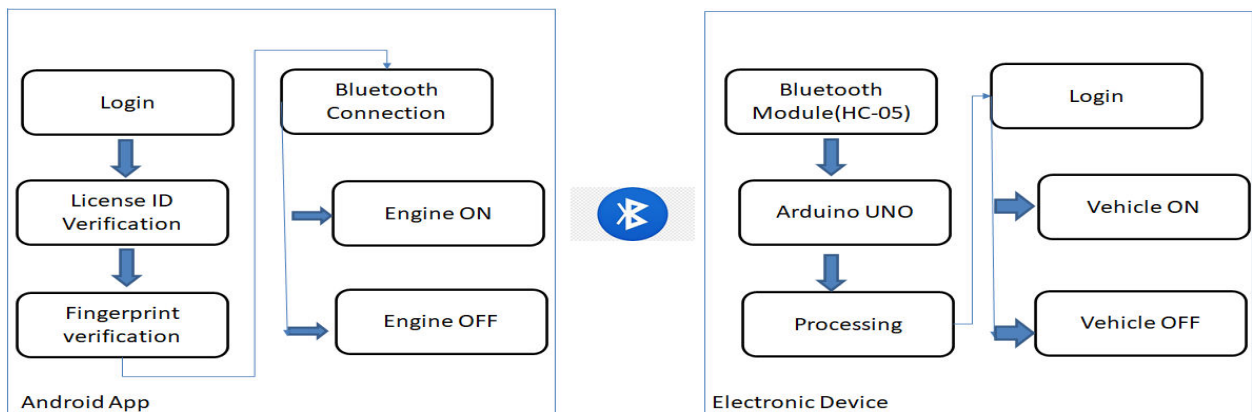 Login
License ID
Verification
Fingerprint
verification
Bluetooth
Connection
Engine ON
Engine OFF
Android App
Bluetooth
Module(HC-05)
Arduino UNO
Processing
Login
Vehicle ON
Vehicle OFF
Electronic Device